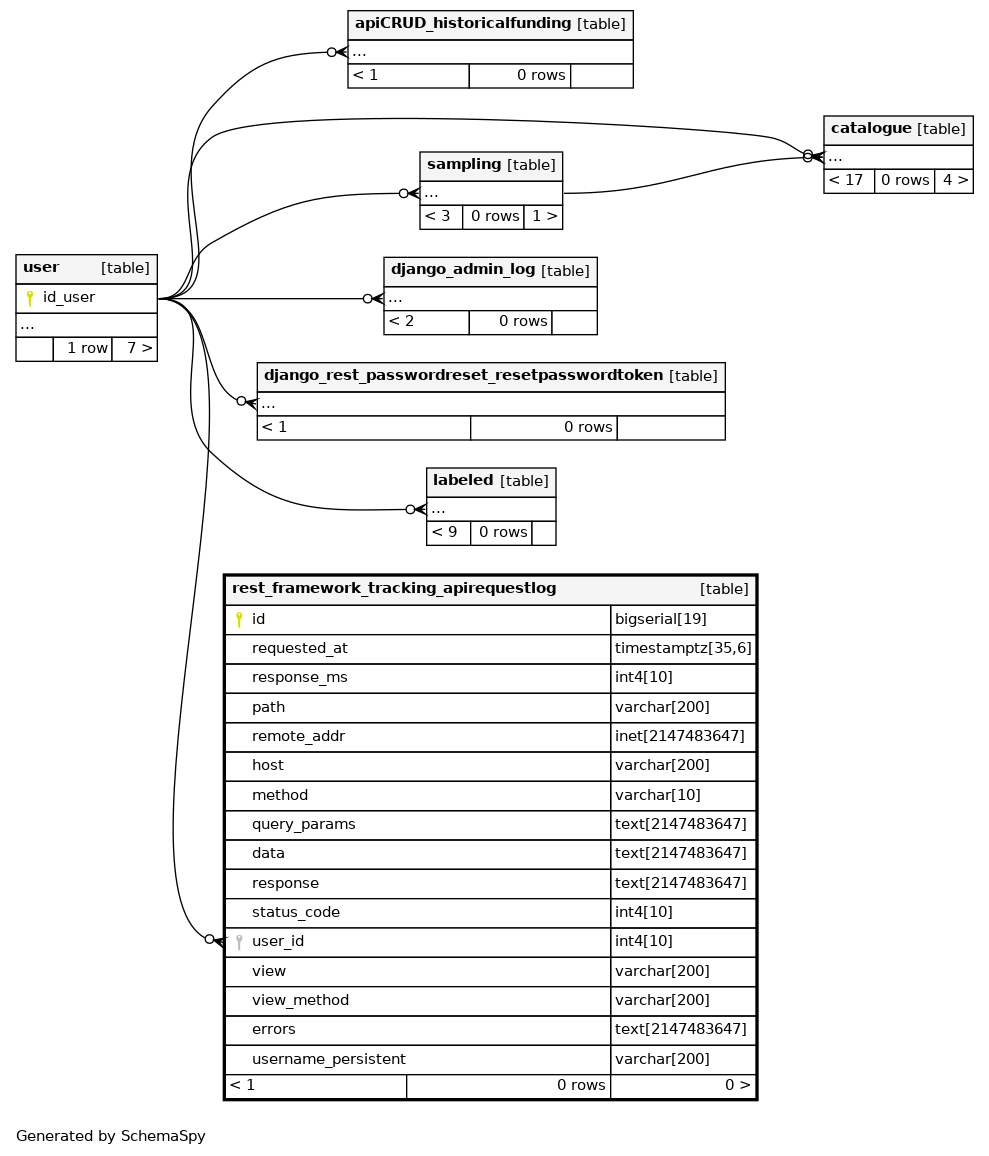 apiCRUD_historicalfunding [table]
...
< 1 0 rows
catalogue [table]
...
< 17 0 rows 4 >
sampling [table]
...
< 3 0 rows 1 >
user [table]
id_user
...
1 row 7 >
django_admin_log [table]
...
< 2 0 rows
django_rest_passwordreset_resetpasswordtoken [table]
...
< 1 0 rows
labeled [table]
...
< 9 0 rows
rest_framework_tracking_apirequestlog [table]
id bigserial[19]
requested_at timestamptz[35,6]
response_ms int4[10]
path varchar[200]
remote_addr inet[2147483647]
host varchar[200]
method varchar[10]
query_params text[2147483647]
data text[2147483647]
response text[2147483647]
status_code int4[10]
user_id int4[10]
view varchar[200]
view_method varchar[200]
errors text[2147483647]
username_persistent varchar[200]
< 1 0 rows 0 >
Generated by SchemaSpy